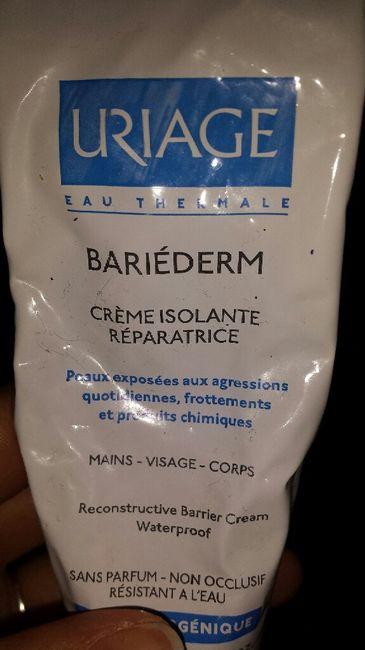 URIAGE
EAU THERMALE
BARIÉDERM
CRÈME ISOLANTE
RÉPARATRICE
Peaux exposées aux agressions
quotidiennes, frottements
et produits chimiques
MAINS - VISAGE - CORPS
Reconstructive Barrier Cream
Waterproof
SANS PARFUM - NON OCCLUSIF
RÉSISTANT A L'EAU